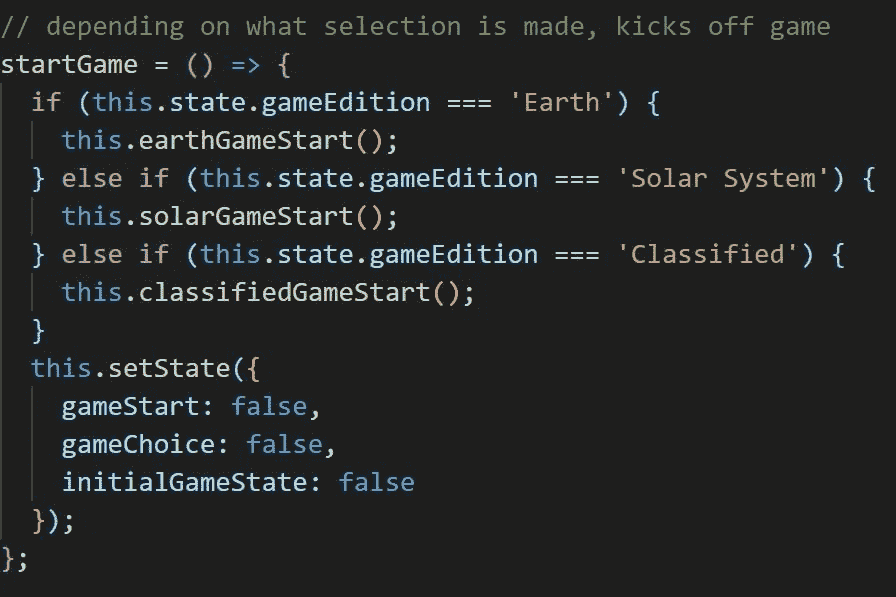 // depending on what selection is made, kicks off game
startGame = () => {
  if (this.state.gameEdition === 'Earth') {
    this.earthGameStart();
  } else if (this.state.gameEdition === 'Solar System') {
    this.solarGameStart();
  } else if (this.state.gameEdition === 'Classified') {
    this.classifiedGameStart();
  }
  this.setState({
    gameStart: false,
    gameChoice: false,
    initialGameState: false
  });
};